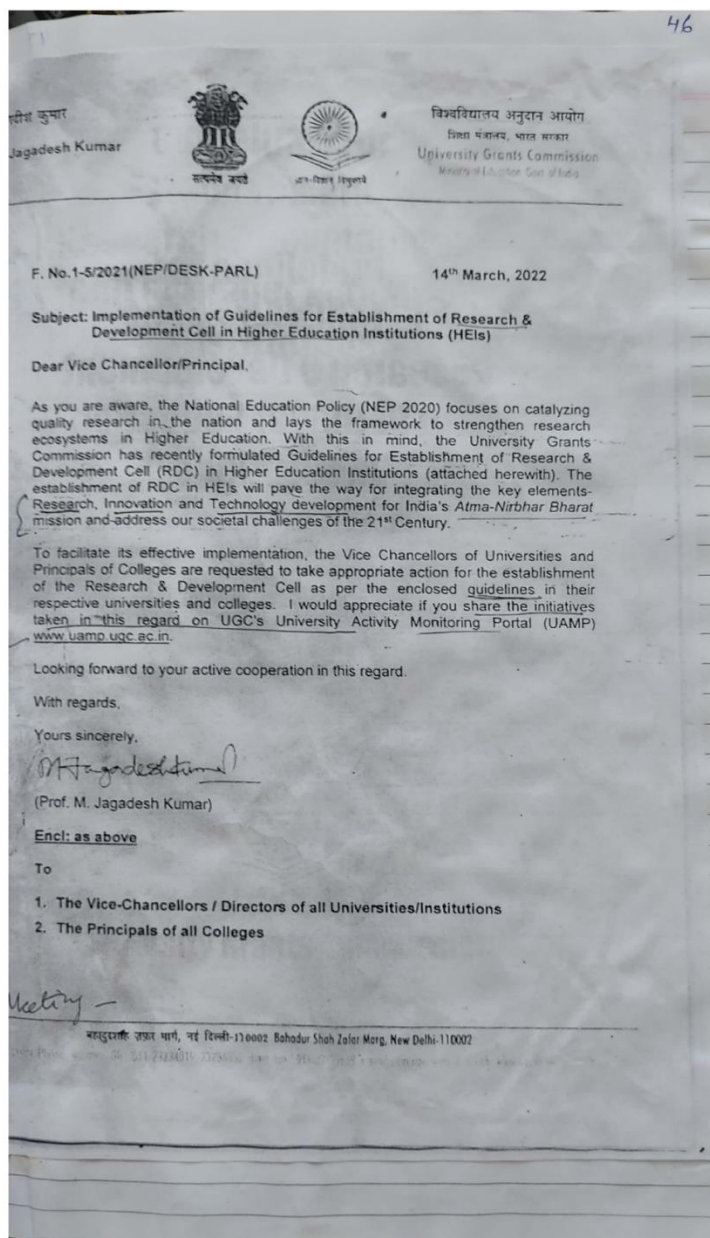 46
कुमार
Jagadesh Kumar
सत्यमेव जयते
ज्ञान-विज्ञान विमुक्तये
विश्वविद्यालय अनुदान आयोग
शिक्षा मंत्रालय, भारत सरकार
University Grants Commission
F. No.1-5/2021(NEP/DESK-PARL)
14th March, 2022
Subject: Implementation of Guidelines for Establishment of Research &
Development Cell in Higher Education Institutions (HEIs)
Dear Vice Chancellor/Principal,
As you are aware, the National Education Policy (NEP 2020) focuses on catalyzing
quality research in the nation and lays the framework to strengthen research
ecosystems in Higher Education. With this in mind, the University Grants
Commission has recently formulated Guidelines for Establishment of Research &
Development Cell (RDC) in Higher Education Institutions (attached herewith). The
establishment of RDC in HEIs will pave the way for integrating the key elements-
Research, Innovation and Technology development for India's Atma-Nirbhar Bharat
mission and address our societal challenges of the 21st Century.
To facilitate its effective implementation, the Vice Chancellors of Universities and
Principals of Colleges are requested to take appropriate action for the establishment
of the Research & Development Cell as per the enclosed guidelines in their
respective universities and colleges. I would appreciate if you share the initiatives
taken in this regard on UGC's University Activity Monitoring Portal (UAMP)
www.uamp.ugc.ac.in.
Looking forward to your active cooperation in this regard.
With regards,
Yours sincerely,
M Jagadesh Kumar
(Prof. M. Jagadesh Kumar)
Encl: as above
To
1. The Vice-Chancellors / Directors of all Universities/Institutions
2. The Principals of all Colleges
Meeting -
बहादुरशाह ज़फ़र मार्ग, नई दिल्ली-110002 Bahadur Shah Zafar Marg, New Delhi-110002